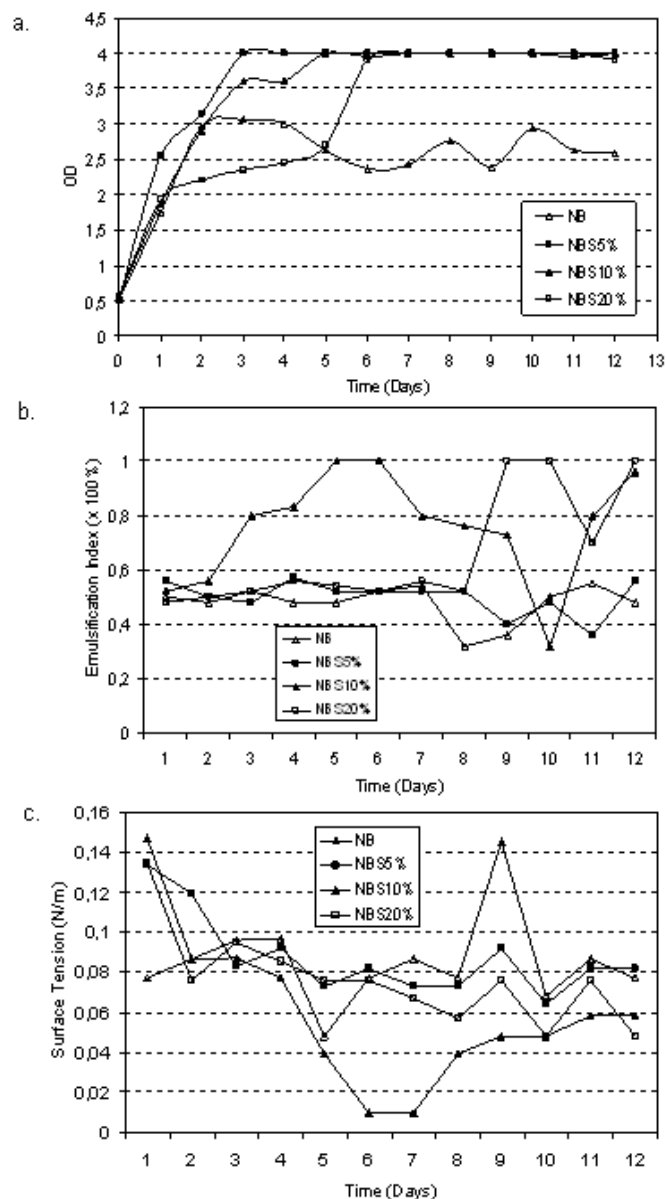 a.
4,5
4
3,5
3
2,5
2
1,5
1
0,5
0
OD
NB
NBS5%
NBS10%
NBS20%
0 1 2 3 4 5 6 7 8 9 10 11 12 13
Time (Days)
b.
1,2
1
0,8
0,6
0,4
0,2
0
Emulsification Index (x 100%)
NB
NBS5%
NBS10%
NBS20%
1 2 3 4 5 6 7 8 9 10 11 12
Time (Days)
c.
0,16
0,14
0,12
0,1
0,08
0,06
0,04
0,02
0
Surface Tension (N/m)
NB
NBS5%
NBS10%
NBS20%
1 2 3 4 5 6 7 8 9 10 11 12
Time (Days)